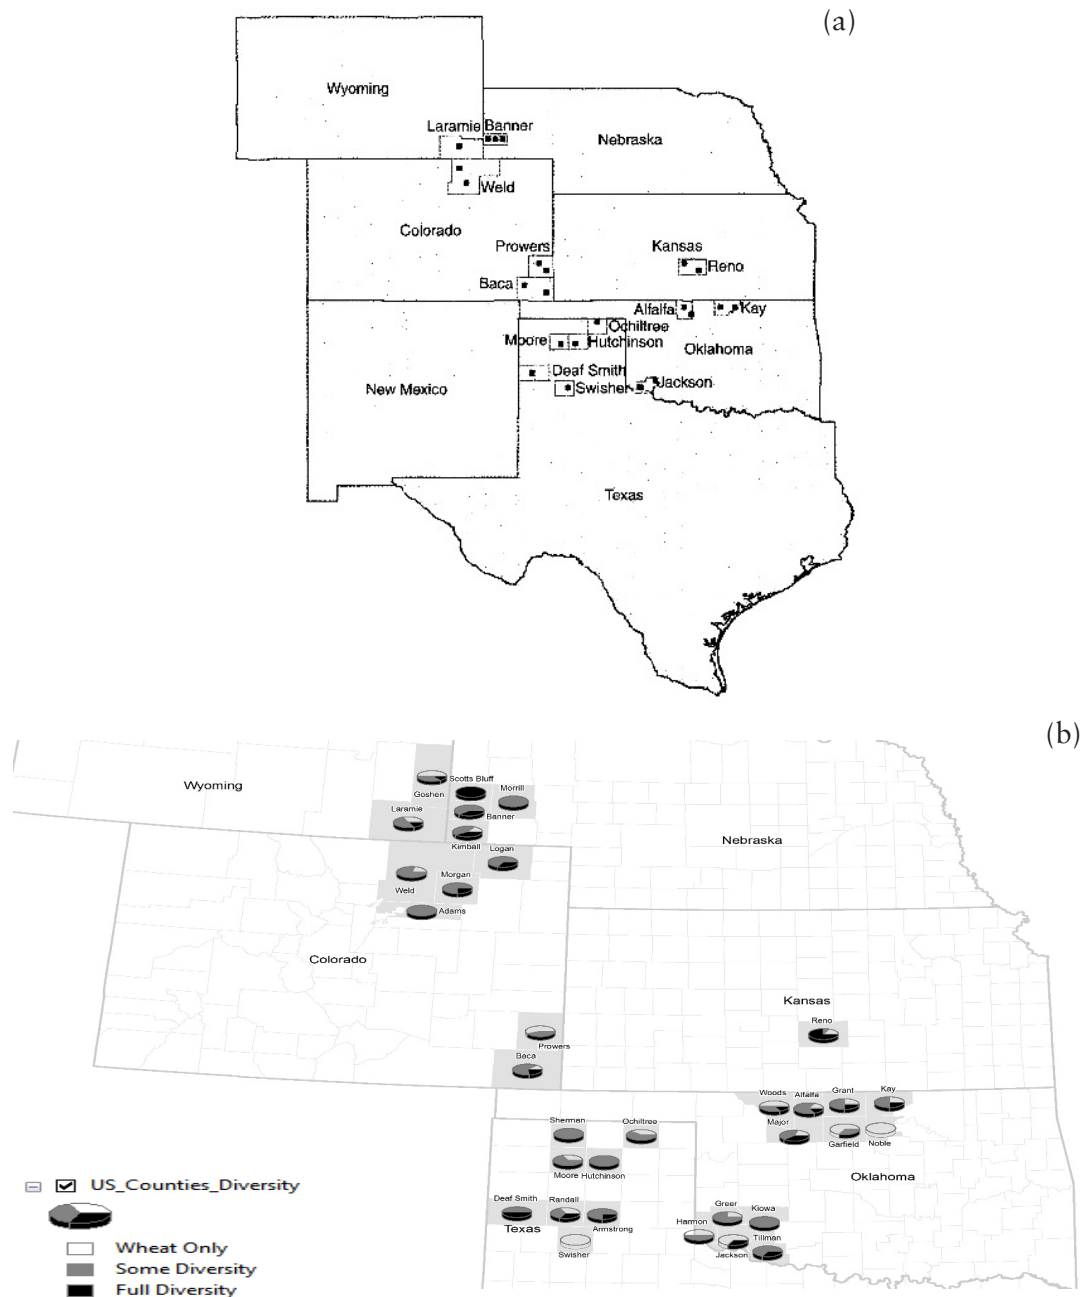 (a)
Wyoming
Laramie Banner
Nebraska
Weld
Colorado
Prowers
Kansas
Reno
Baca
Alfalfa
Kay
Ochiltree
Moore
Hutchinson
Oklahoma
Deaf Smith
Jackson
New Mexico
Swisher
Texas
(b)
Wyoming
Scotts Bluff
Goshen
Morrill
Laramie
Banner
Nebraska
Kimball
Logan
Morgan
Weld
Adams
Colorado
Kansas
Reno
Prowers
Baca
Woods
Alfalfa
Grant
Kay
Sherman
Ochiltree
Major
Garfield
Noble
Moore
Hutchinson
Oklahoma
US_Counties_Diversity
Deaf Smith
Randall
Greer
Kiowa
Texas
Armstrong
Harmon
Tillman
Swisher
Jackson
Wheat Only
Some Diversity
Full Diversity